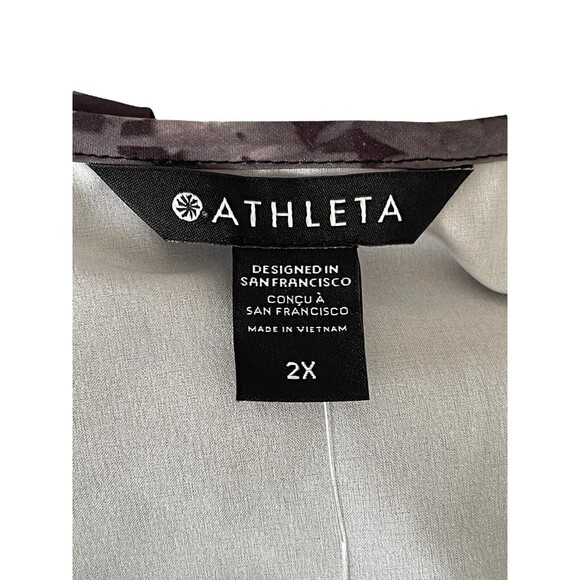 ATHLETA
DESIGNED IN
SAN FRANCISCO
CONÇU À
SAN FRANCISCO
MADE IN VIETNAM
2X